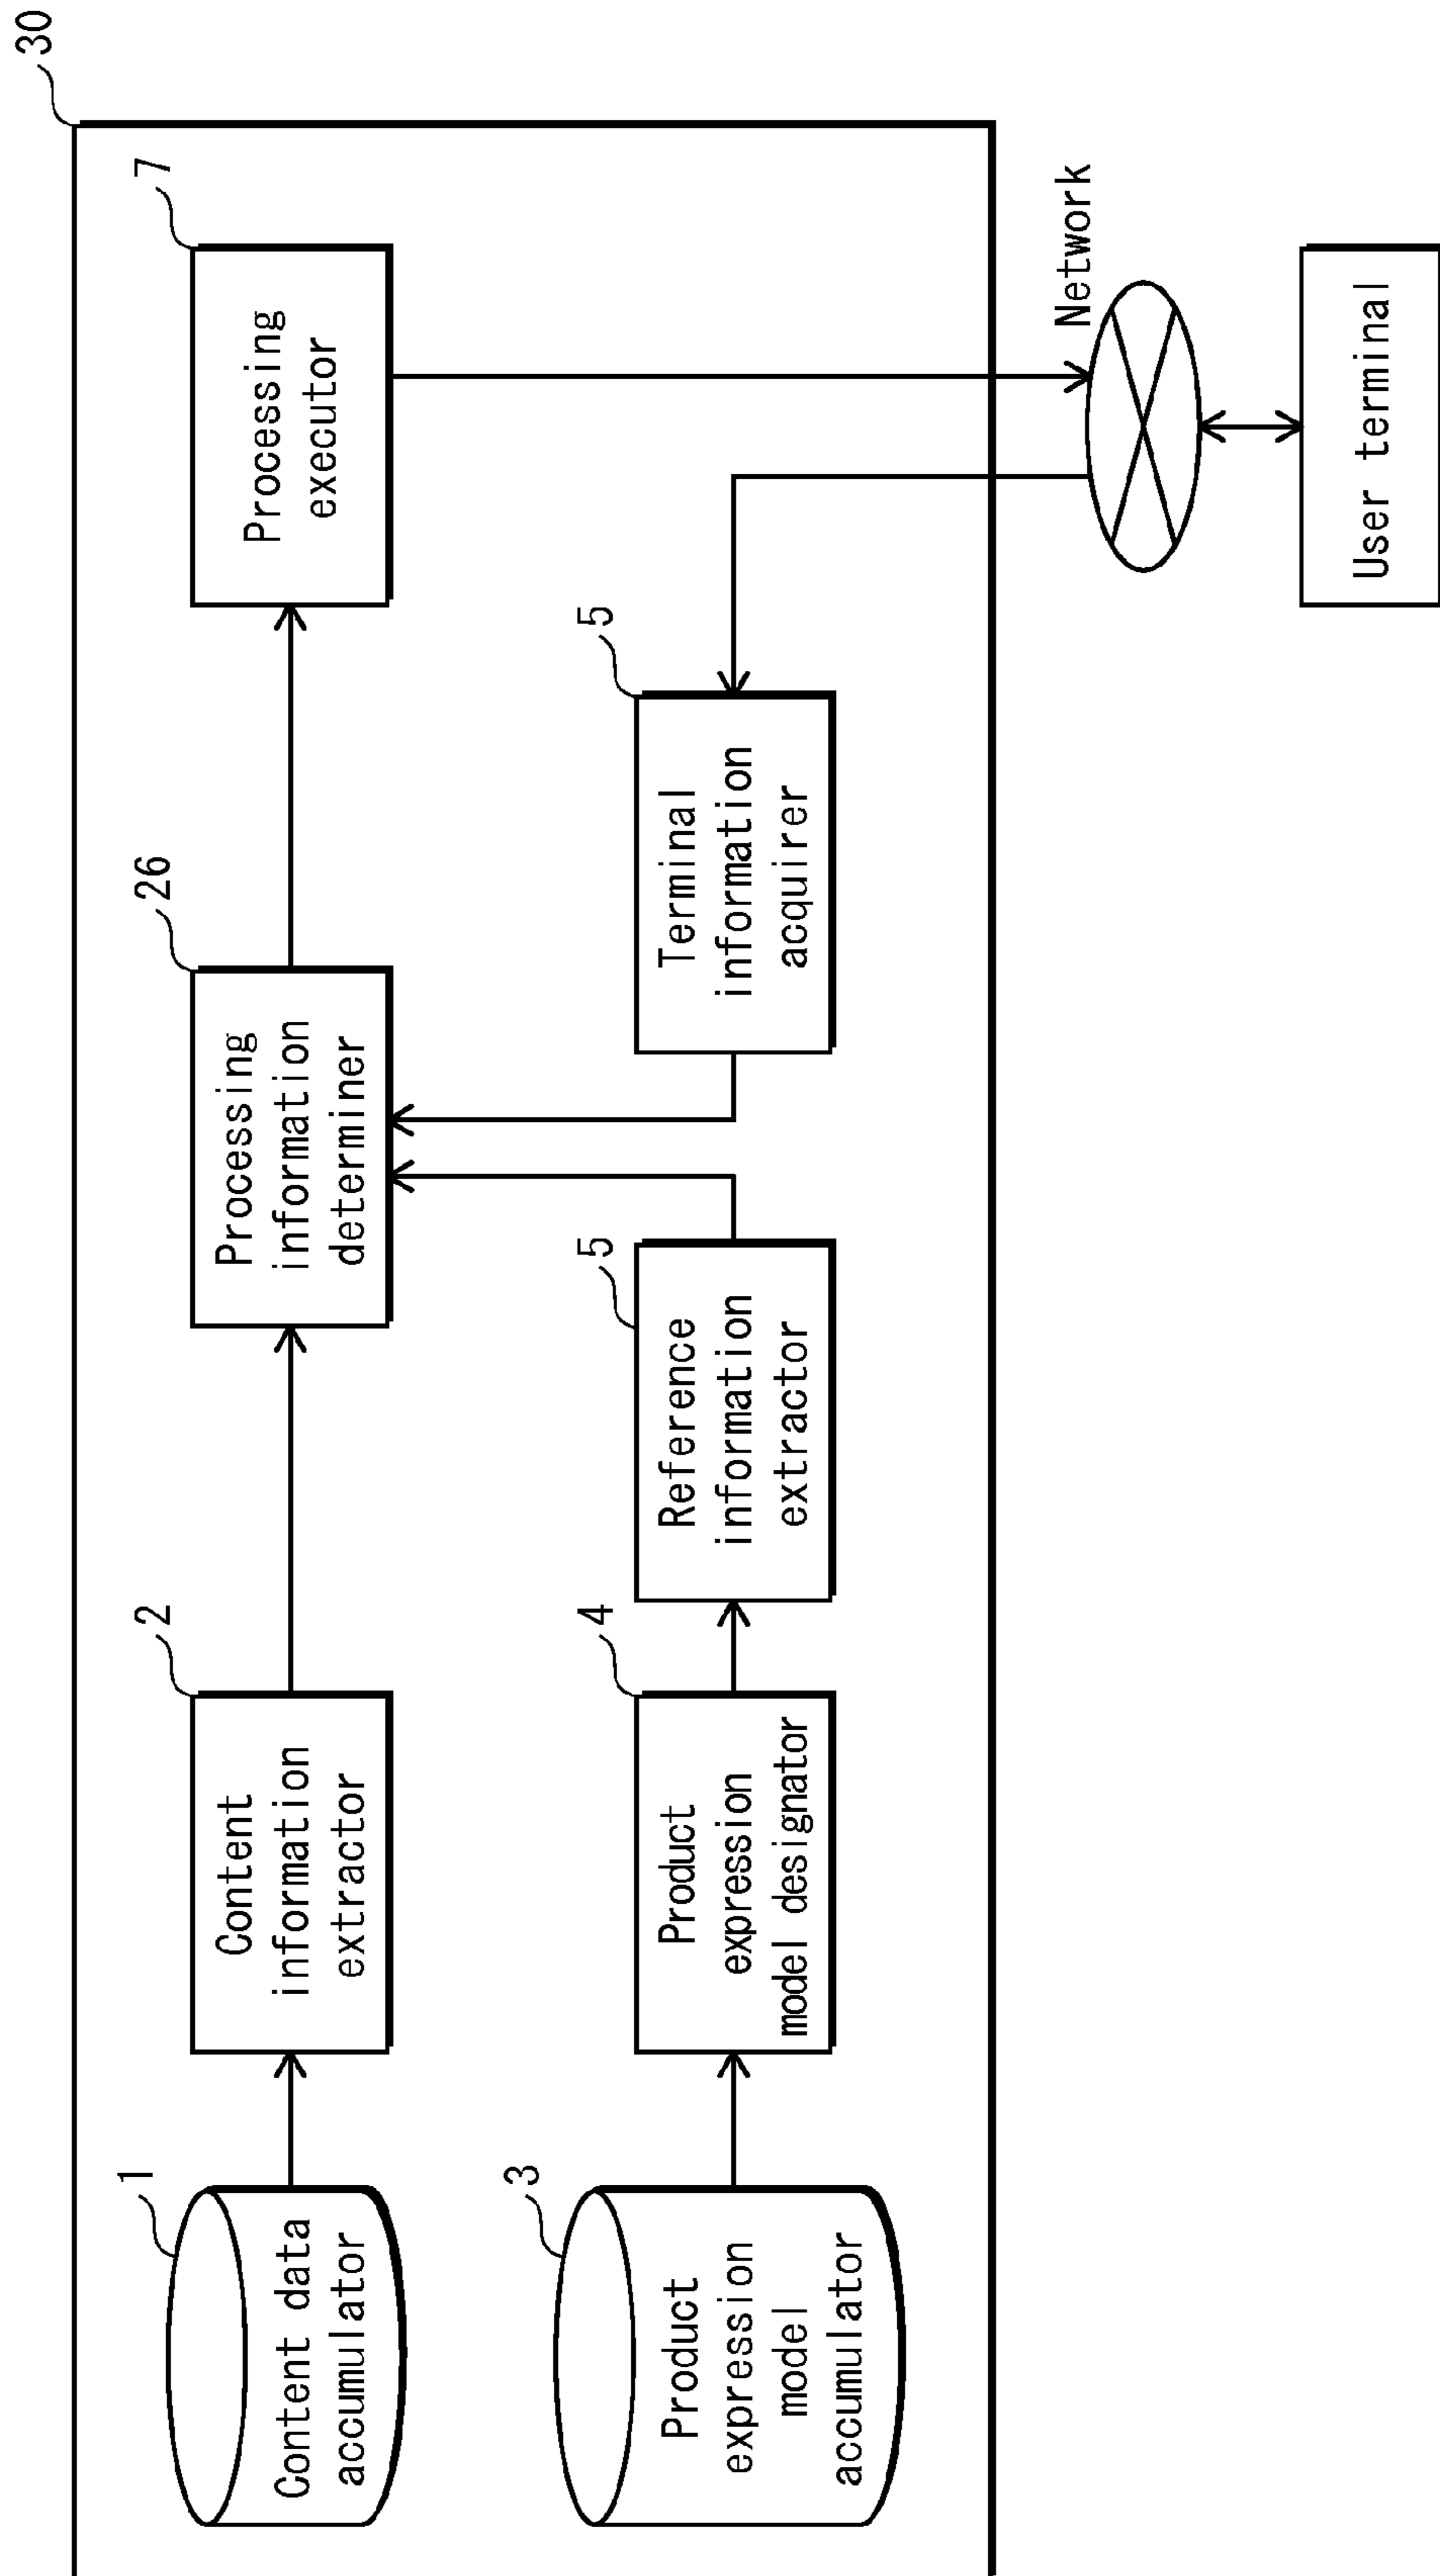 30
1
Content data
accumulator
2
Content
information
extractor
26
Processing
information
determiner
7
Processing
executor
3
Product
expression
model
accumulator
4
Product
expression
model designator
5
Reference
information
extractor
5
Terminal
information
acquirer
Network
User terminal